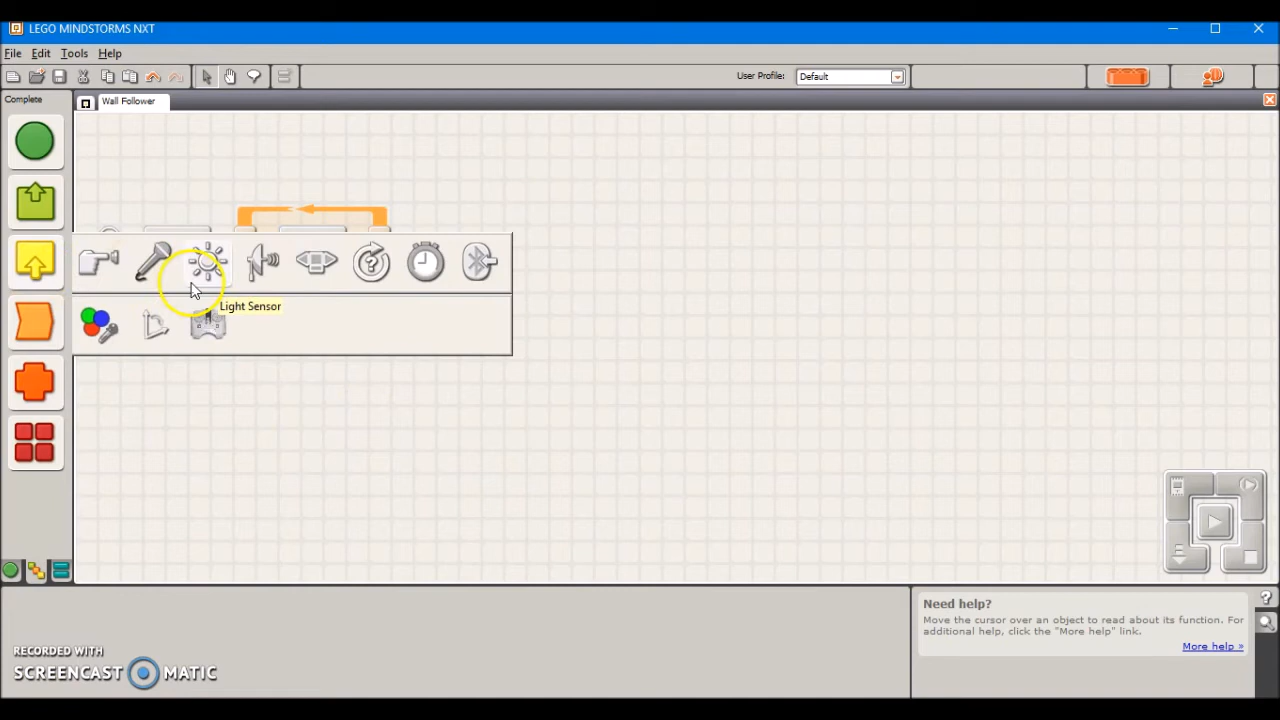 LEGO MINDSTORMS NXT
File Edit Tools Help
User Profile: Default
Complete
Wall Follower
Light Sensor
Need help?
Move the cursor over an object to read about its function. For
additional help, click the "More help" link.
More help »
RECORDED WITH
SCREENCAST MATIC